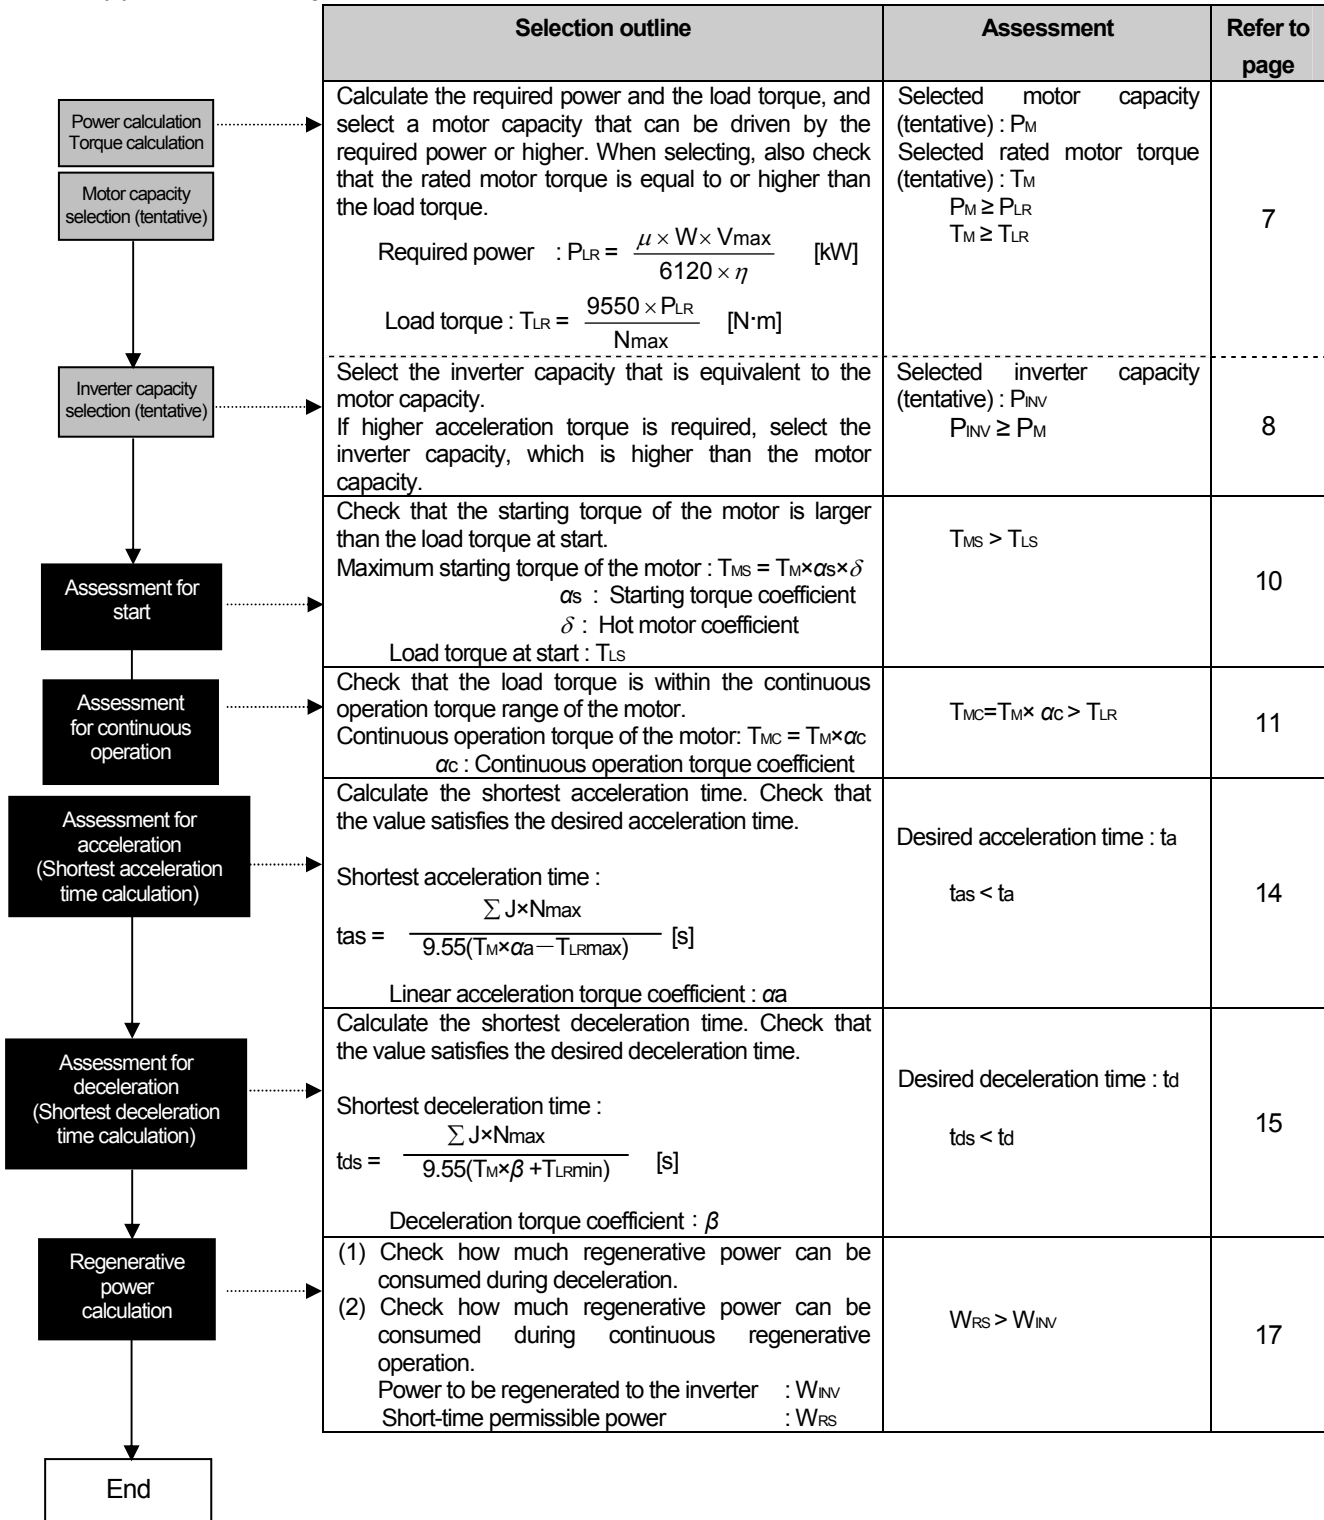 Selection outline
Assessment
Refer to
page
Power calculation
Torque calculation
Motor capacity
selection (tentative)
Calculate the required power and the load torque, and
select a motor capacity that can be driven by the
required power or higher. When selecting, also check
that the rated motor torque is equal to or higher than
the load torque.
Required power : PLR = μ × W × Vmax / 6120 × η [kW]
Load torque : TLR = 9550 × PLR / Nmax [N·m]
Selected motor capacity
(tentative) : PM
Selected rated motor torque
(tentative) : TM
PM ≥ PLR
TM ≥ TLR
7
Inverter capacity
selection (tentative)
Select the inverter capacity that is equivalent to the
motor capacity.
If higher acceleration torque is required, select the
inverter capacity, which is higher than the motor
capacity.
Selected inverter capacity
(tentative) : PINV
PINV ≥ PM
8
Assessment for
start
Check that the starting torque of the motor is larger
than the load torque at start.
Maximum starting torque of the motor : TMS = TM×αs×δ
αs : Starting torque coefficient
δ : Hot motor coefficient
Load torque at start : TLS
TMS > TLS
10
Assessment
for continuous
operation
Check that the load torque is within the continuous
operation torque range of the motor.
Continuous operation torque of the motor: TMC = TM×αc
αc : Continuous operation torque coefficient
TMC=TM× αc > TLR
11
Assessment for
acceleration
(Shortest acceleration
time calculation)
Calculate the shortest acceleration time. Check that
the value satisfies the desired acceleration time.
Shortest acceleration time :
tas = ∑ J×Nmax / 9.55(TM×αa－TLRmax) [s]
Linear acceleration torque coefficient : αa
Desired acceleration time : ta
tas < ta
14
Assessment for
deceleration
(Shortest deceleration
time calculation)
Calculate the shortest deceleration time. Check that
the value satisfies the desired deceleration time.
Shortest deceleration time :
tds = ∑ J×Nmax / 9.55(TM×β +TLRmin) [s]
Deceleration torque coefficient : β
Desired deceleration time : td
tds < td
15
Regenerative
power
calculation
(1) Check how much regenerative power can be
consumed during deceleration.
(2) Check how much regenerative power can be
consumed during continuous regenerative
operation.
Power to be regenerated to the inverter : WINV
Short-time permissible power : WRS
WRS > WINV
17
End